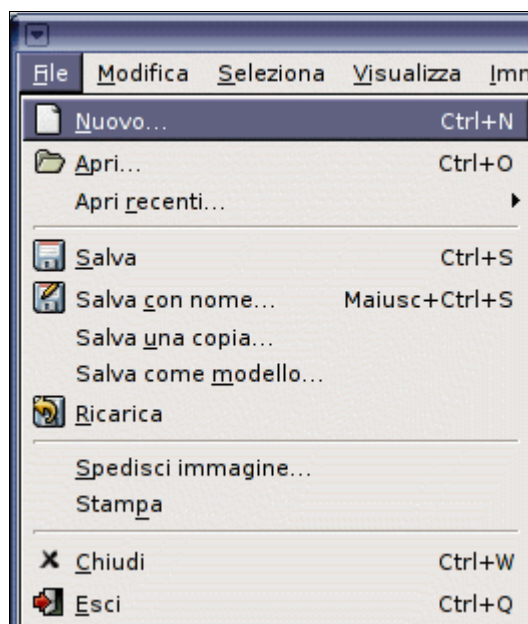 File Modifica Seleziona Visualizza Imm
Nuovo... Ctrl+N
Apri... Ctrl+O
Apri recenti...
Salva Ctrl+S
Salva con nome... Maiusc+Ctrl+S
Salva una copia...
Salva come modello...
Ricarica
Spedisci immagine...
Stampa
Chiudi Ctrl+W
Esci Ctrl+Q